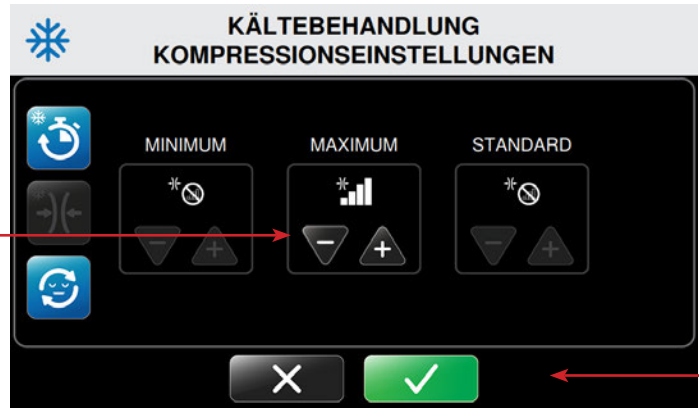 KÄLTEBEHANDLUNG
KOMPRESSIONSEINSTELLUNGEN
MINIMUM
MAXIMUM
STANDARD